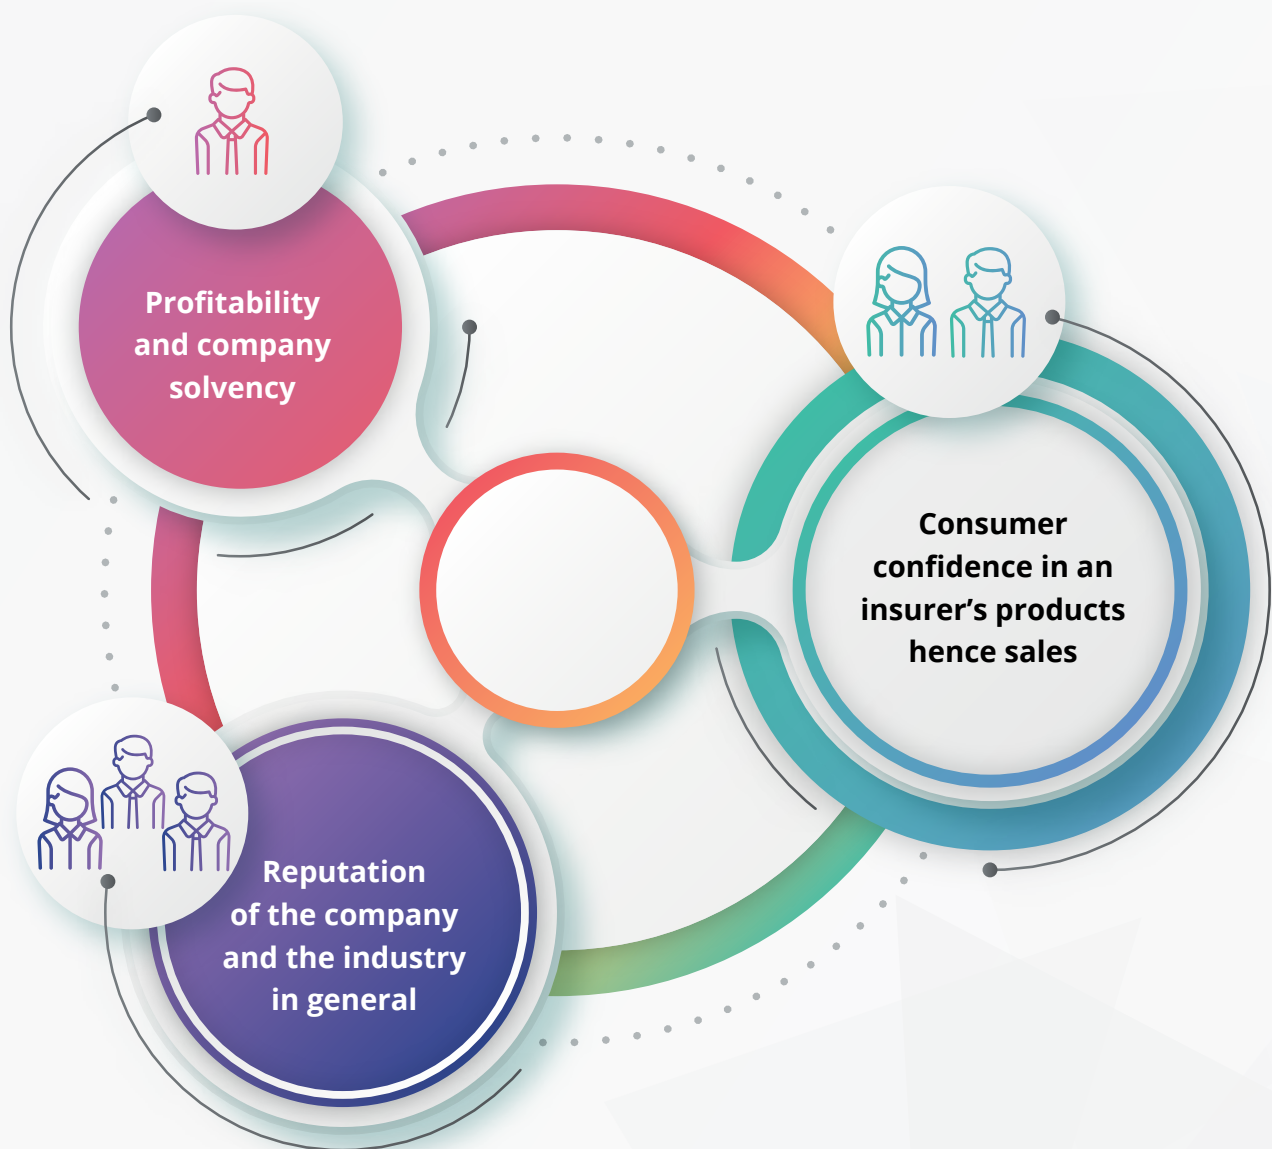 Profitability
and company
solvency
Consumer
confidence in an
insurer’s products
hence sales
Reputation
of the company
and the industry
in general